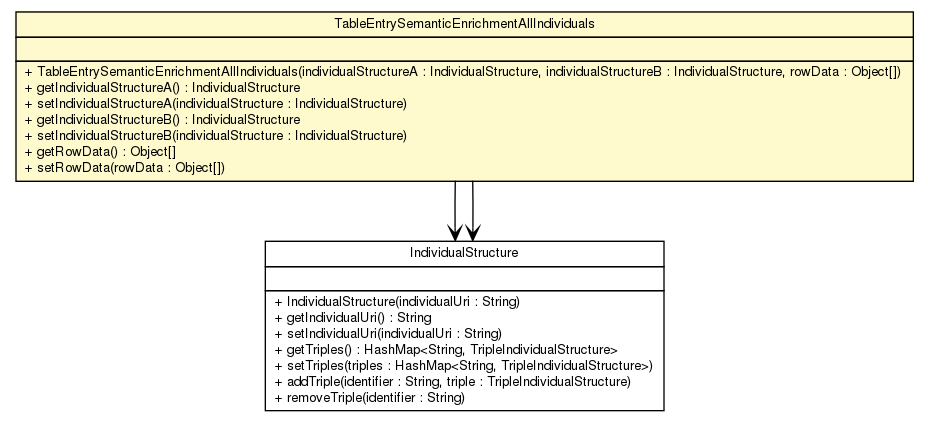 TableEntrySemanticEnrichmentAllIndividuals
+ TableEntrySemanticEnrichmentAllIndividuals(individualStructureA : IndividualStructure, individualStructureB : IndividualStructure, rowData : Object[])
+ getIndividualStructureA() : IndividualStructure
+ setIndividualStructureA(individualStructure : IndividualStructure)
+ getIndividualStructureB() : IndividualStructure
+ setIndividualStructureB(individualStructure : IndividualStructure)
+ getRowData() : Object[]
+ setRowData(rowData : Object[])
IndividualStructure
+ IndividualStructure(individualUri : String)
+ getIndividualUri() : String
+ setIndividualUri(individualUri : String)
+ getTriples() : HashMap<String, TripleIndividualStructure>
+ setTriples(triples : HashMap<String, TripleIndividualStructure>)
+ addTriple(identifier : String, triple : TripleIndividualStructure)
+ removeTriple(identifier : String)